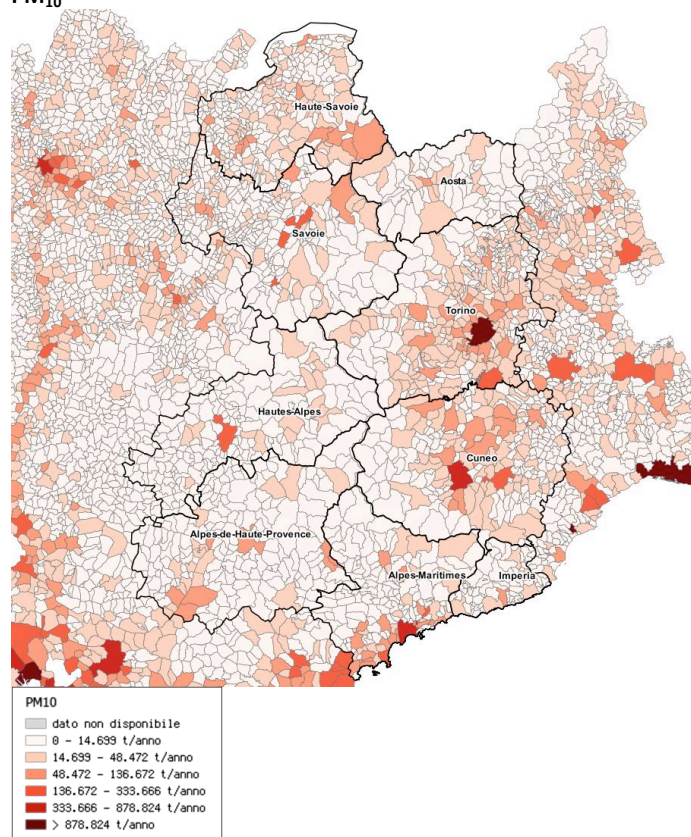 PM₁₀
Haute-Savoie
Aosta
Savoie
Torino
Hautes-Alpes
Cuneo
Alpes-de-Haute-Provence
Alpes-Maritimes
Imperia
PM10
dato non disponibile
0 - 14.699 t/anno
14.699 - 48.472 t/anno
48.472 - 136.672 t/anno
136.672 - 333.666 t/anno
333.666 - 878.824 t/anno
> 878.824 t/anno